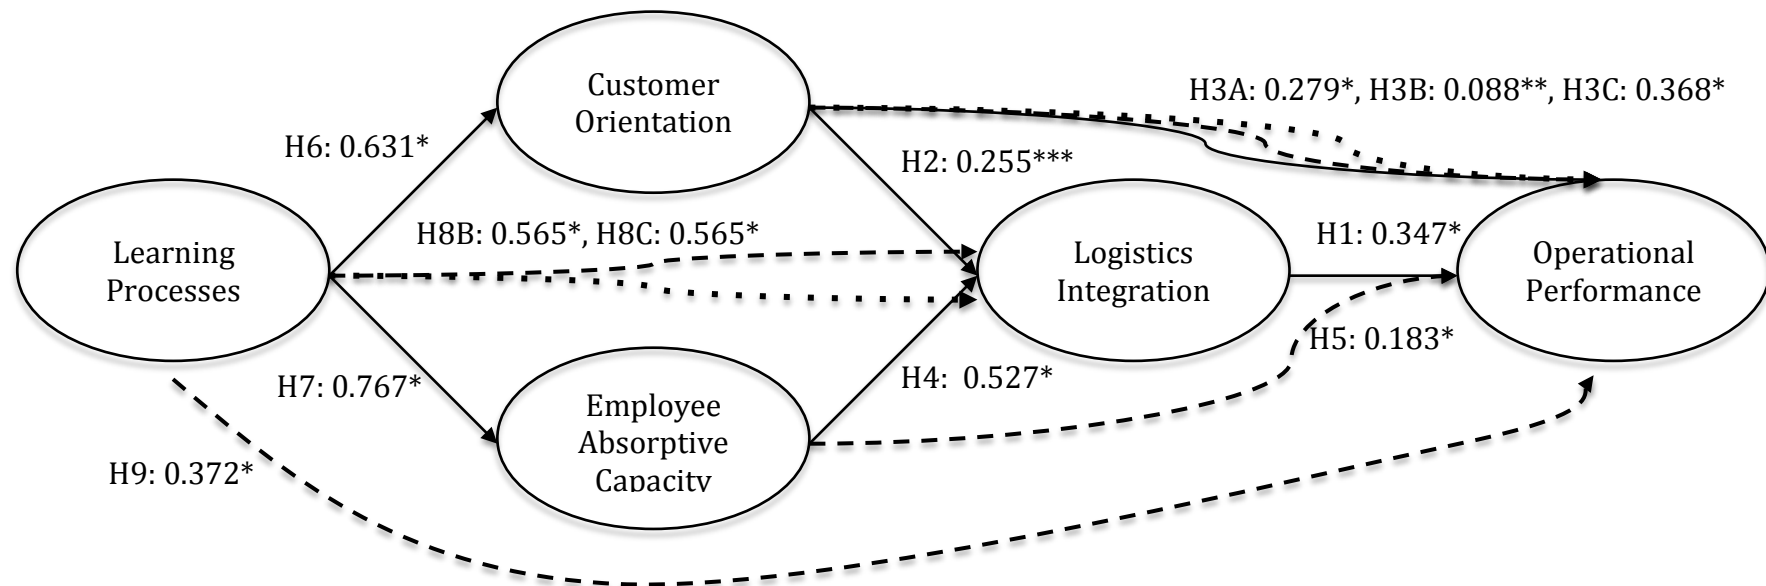 Customer
Orientation
H3A: 0.279*, H3B: 0.088**, H3C: 0.368*
H6: 0.631*
H2: 0.255***
Learning
Processes
H8B: 0.565*, H8C: 0.565*
Logistics
Integration
H1: 0.347*
Operational
Performance
H5: 0.183*
H7: 0.767*
H4:  0.527*
Employee
Absorptive
Capacity
H9: 0.372*